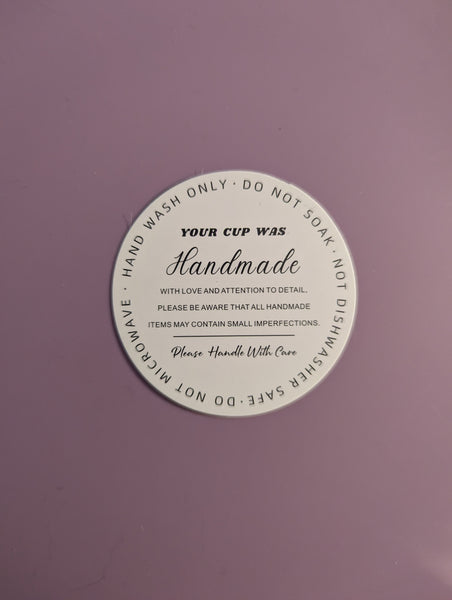 HAND WASH ONLY · DO NOT SOAK · NOT DISHWASHER SAFE · DO NOT MICROWAVE ·
YOUR CUP WAS
Handmade
WITH LOVE AND ATTENTION TO DETAIL.
PLEASE BE AWARE THAT ALL HANDMADE
ITEMS MAY CONTAIN SMALL IMPERFECTIONS.
Please Handle With Care